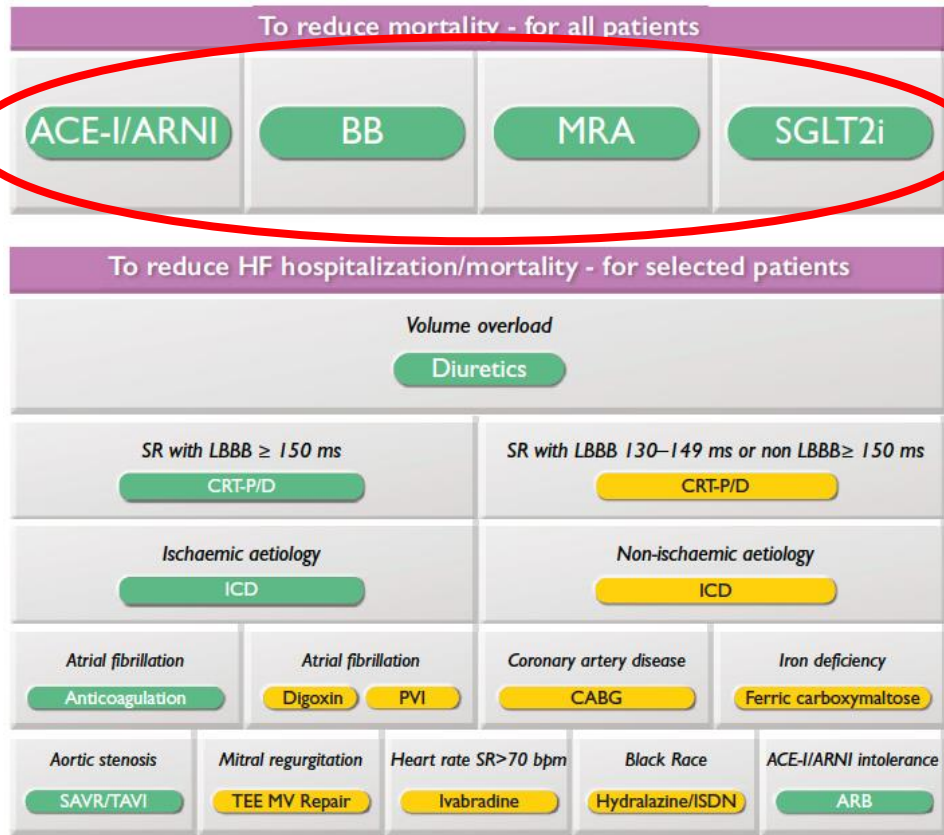 To reduce mortality - for all patients
ACE-I/ARNI BB MRA SGLT2i
To reduce HF hospitalization/mortality - for selected patients
Volume overload
Diuretics
SR with LBBB ≥ 150 ms SR with LBBB 130–149 ms or non LBBB≥ 150 ms
CRT-P/D CRT-P/D
Ischaemic aetiology Non-ischaemic aetiology
ICD ICD
Atrial fibrillation Atrial fibrillation Coronary artery disease Iron deficiency
Anticoagulation Digoxin PVI CABG Ferric carboxymaltose
Aortic stenosis Mitral regurgitation Heart rate SR>70 bpm Black Race ACE-I/ARNI intolerance
SAVR/TAVI TEE MV Repair Ivabradine Hydralazine/ISDN ARB